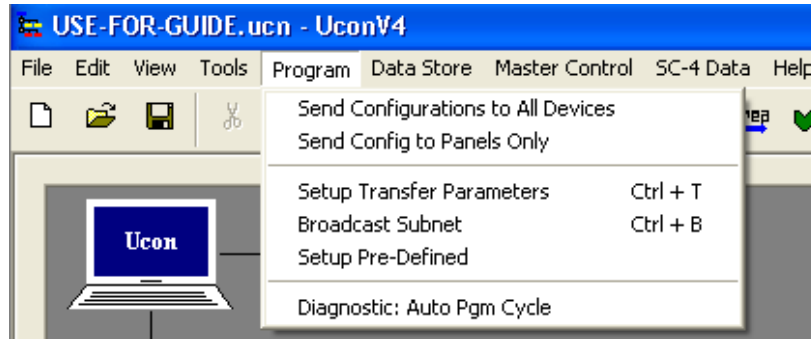 USE-FOR-GUIDE.ucn - UconV4
File Edit View Tools Program Data Store Master Control SC-4 Data Help
Send Configurations to All Devices
Send Config to Panels Only
Setup Transfer Parameters Ctrl + T
Broadcast Subnet Ctrl + B
Setup Pre-Defined
Diagnostic: Auto Pgm Cycle
Ucon